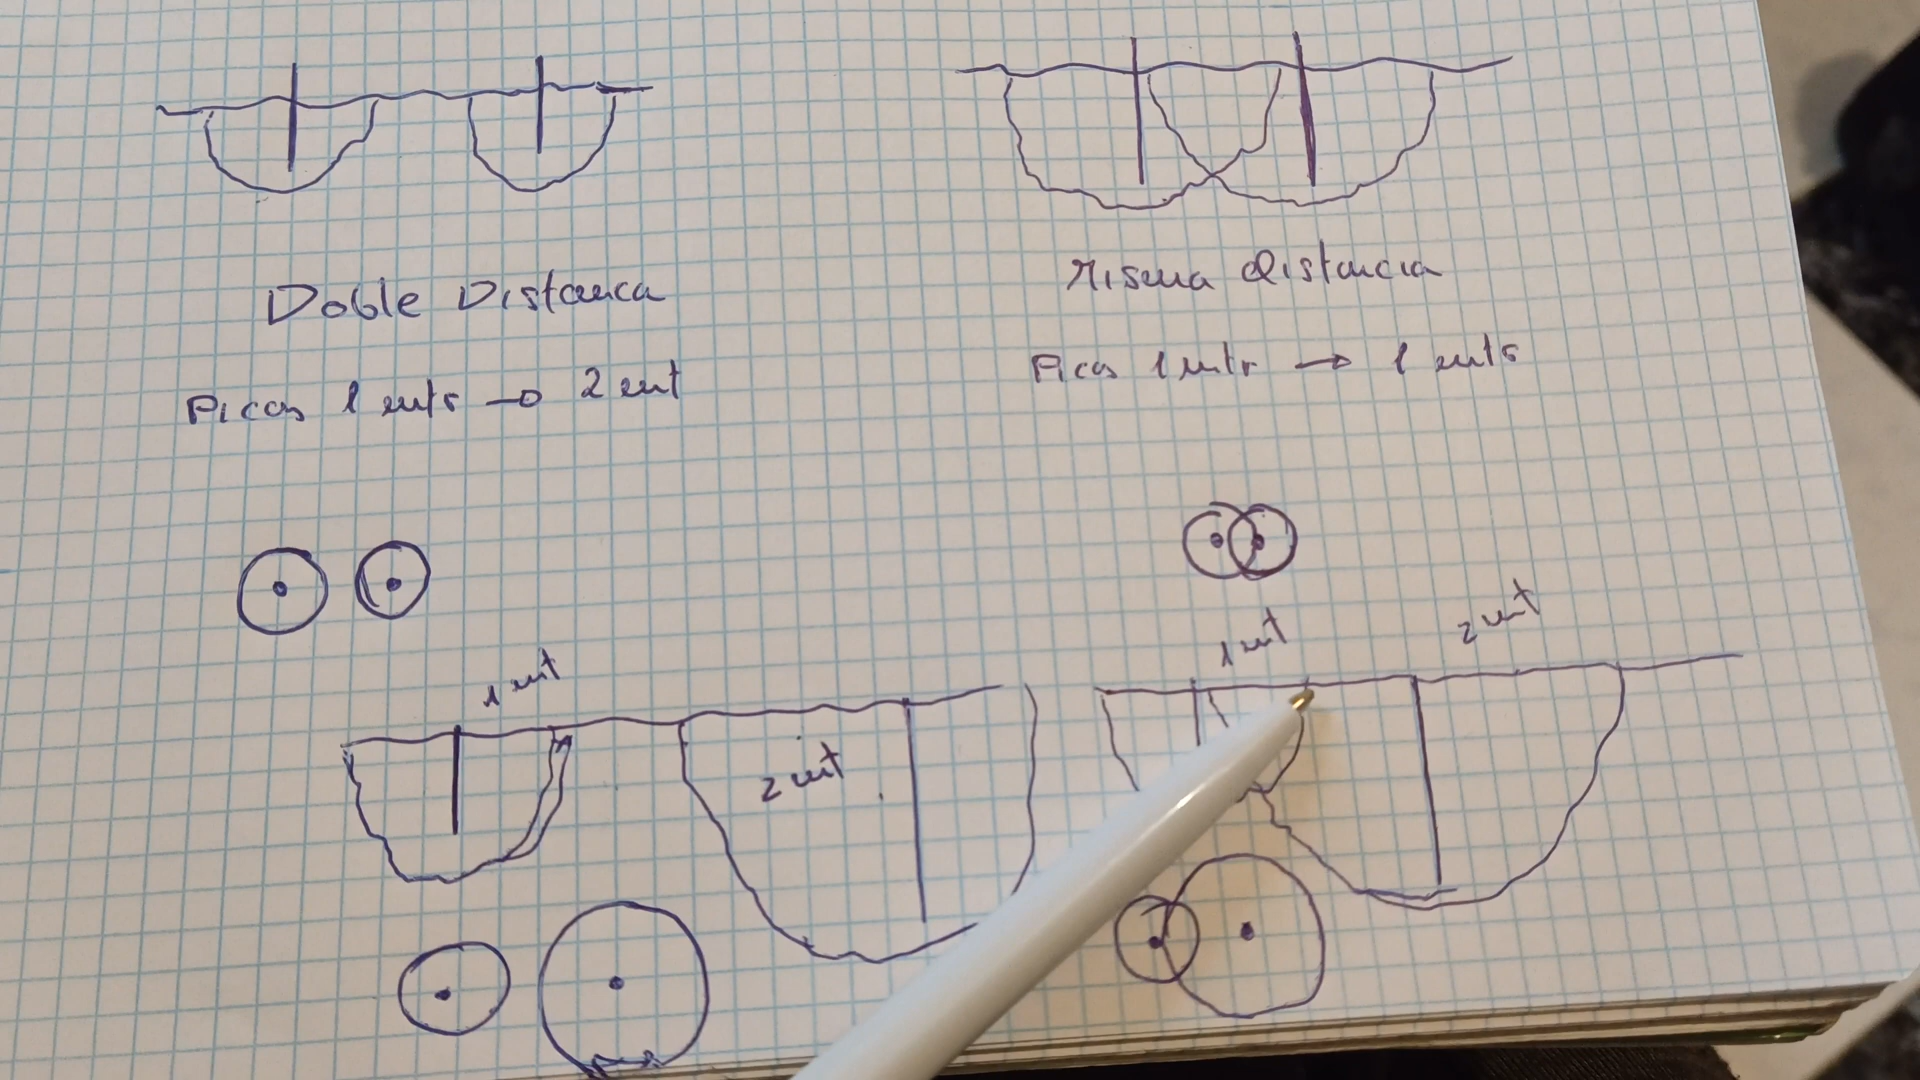 Doble Distanca
Misma distancia
Picas 1 mts → 2 mt
Picas 1 mtr → 1 mts
1 mt
2 mt
1 mt
2 mt